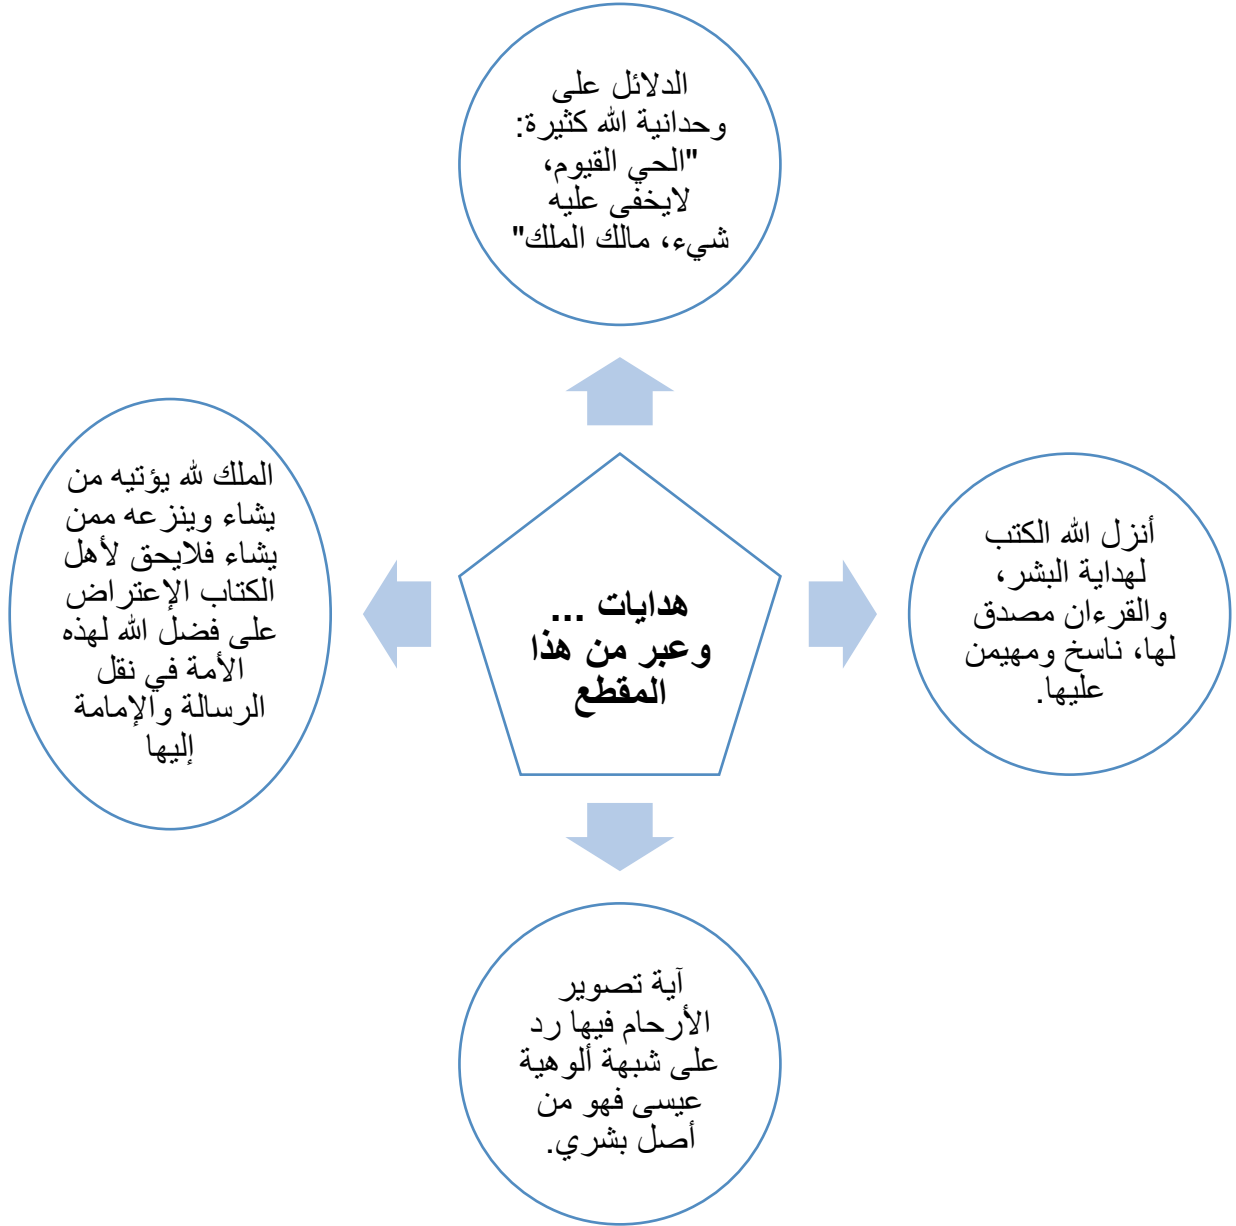 الدلائل على
وحدانية الله كثيرة:
"الحي القيوم،
لايخفى عليه
شيء، مالك الملك"
هدايات ...
وعبر من هذا
المقطع
أنزل الله الكتب
لهداية البشر،
والقرءان مصدق
لها، ناسخ ومهيمن
عليها.
الملك لله يؤتيه من
يشاء وينزعه ممن
يشاء فلايحق لأهل
الكتاب الإعتراض
على فضل الله لهذه
الأمة في نقل
الرسالة والإمامة
إليها
آية تصوير
الأرحام فيها رد
على شبهة ألوهية
عيسى فهو من
أصل بشري.